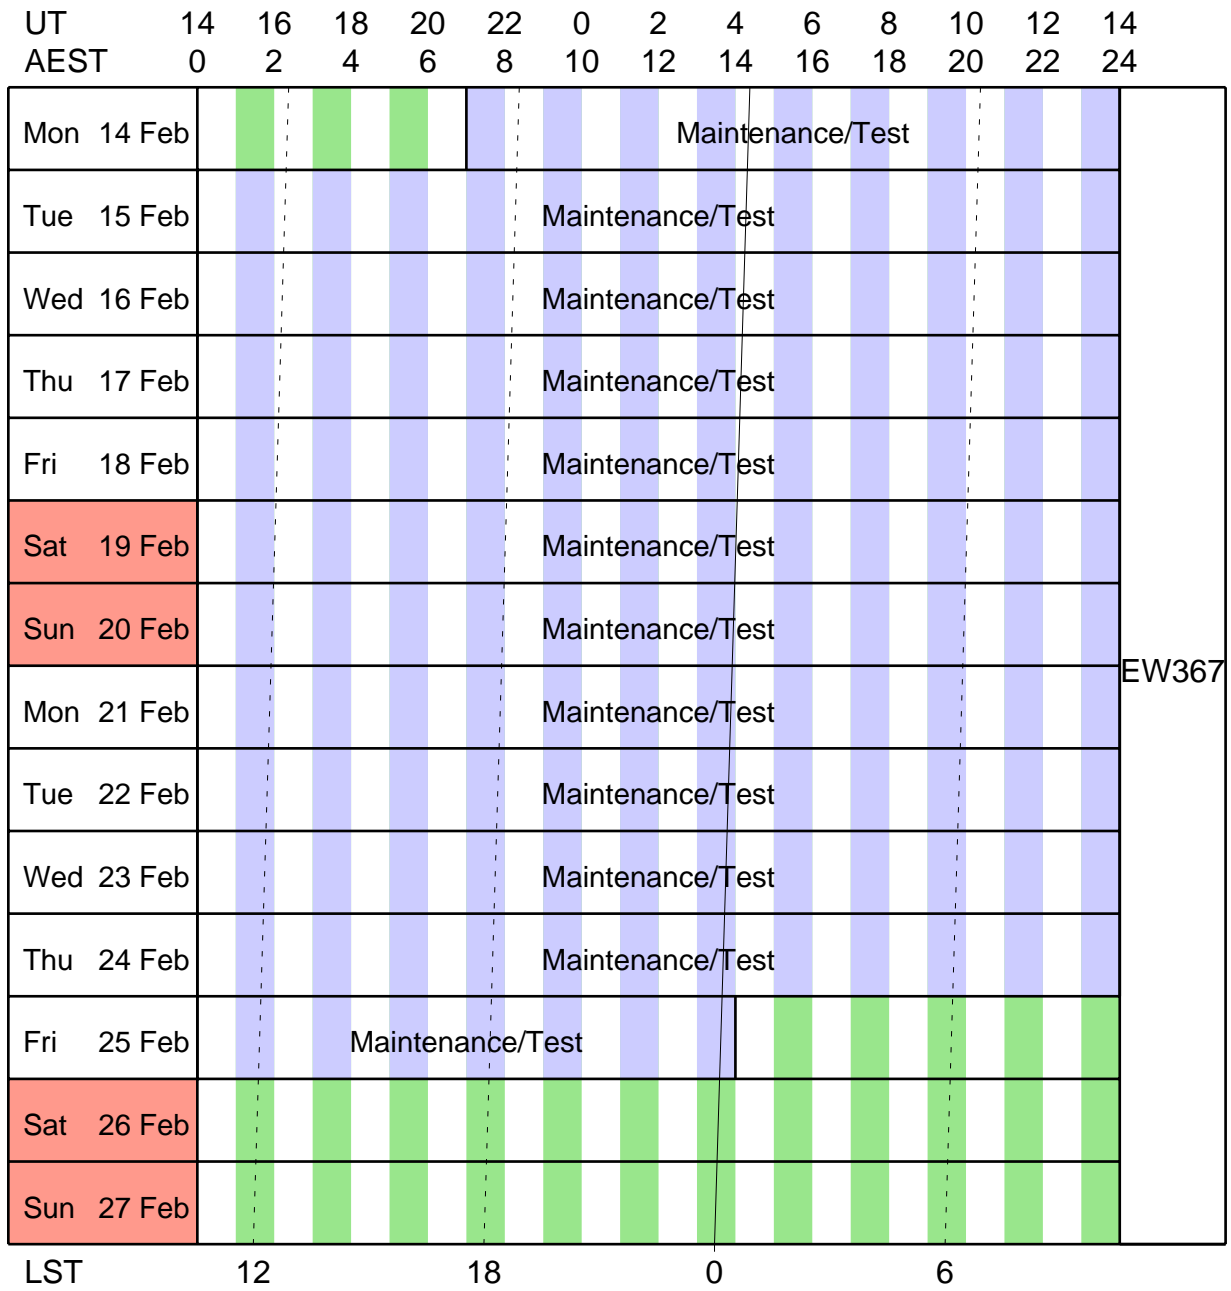 UT 14 16 18 20 22 0 2 4 6 8 10 12 14
AEST 0 2 4 6 8 10 12 14 16 18 20 22 24
Mon 14 Feb Maintenance/Test
Tue 15 Feb Maintenance/Test
Wed 16 Feb Maintenance/Test
Thu 17 Feb Maintenance/Test
Fri 18 Feb Maintenance/Test
Sat 19 Feb Maintenance/Test
Sun 20 Feb Maintenance/Test
EW367
Mon 21 Feb Maintenance/Test
Tue 22 Feb Maintenance/Test
Wed 23 Feb Maintenance/Test
Thu 24 Feb Maintenance/Test
Fri 25 Feb Maintenance/Test
Sat 26 Feb
Sun 27 Feb
LST 12 18 0 6